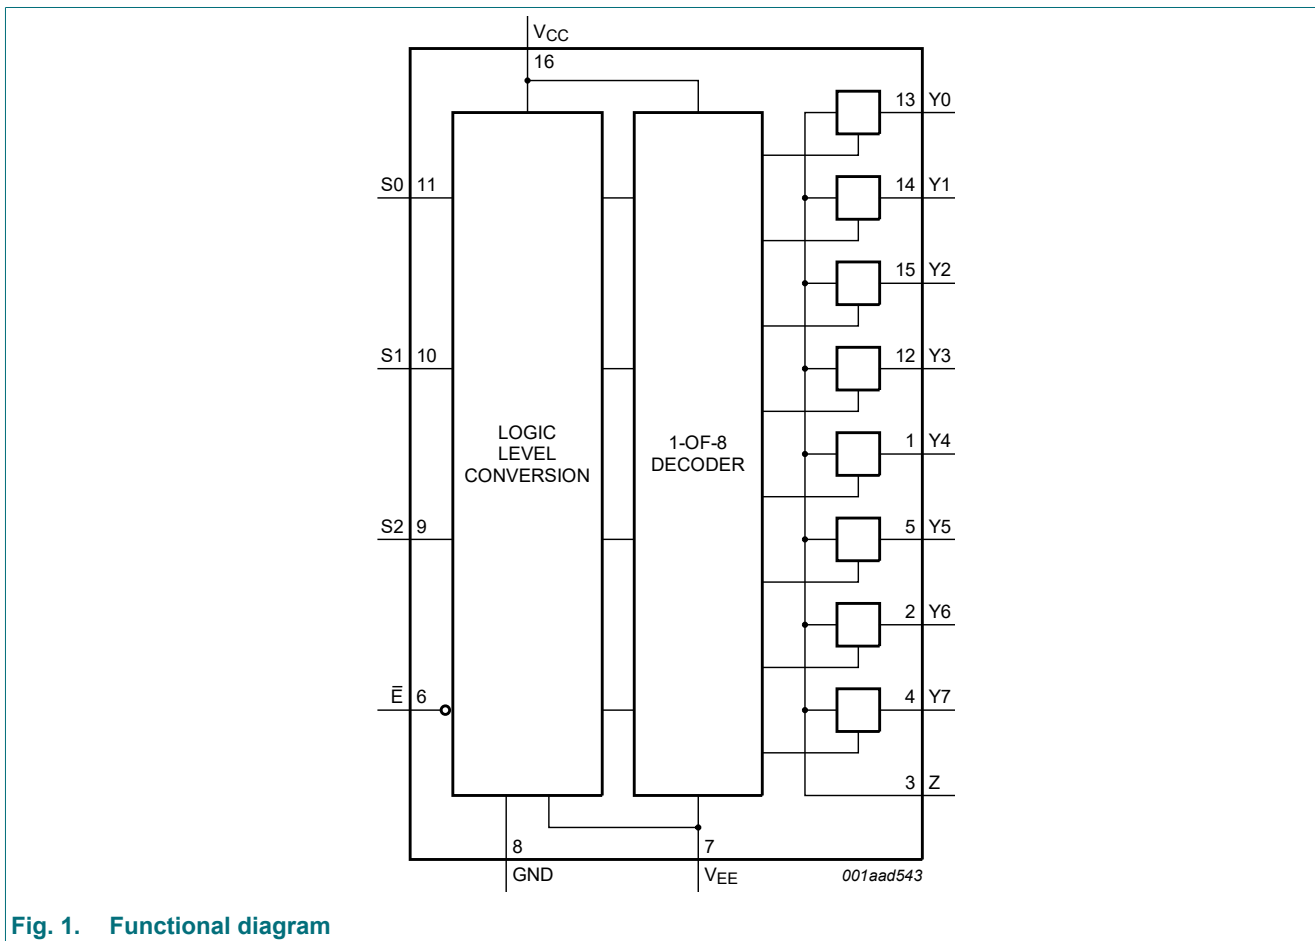 VCC
16
13 Y0
S0 11
14 Y1
15 Y2
S1 10
12 Y3
LOGIC
LEVEL
CONVERSION
1-OF-8
DECODER
1 Y4
S2 9
5 Y5
2 Y6
E̅ 6
4 Y7
3 Z
8
GND
7
VEE
001aad543
Fig. 1. Functional diagram